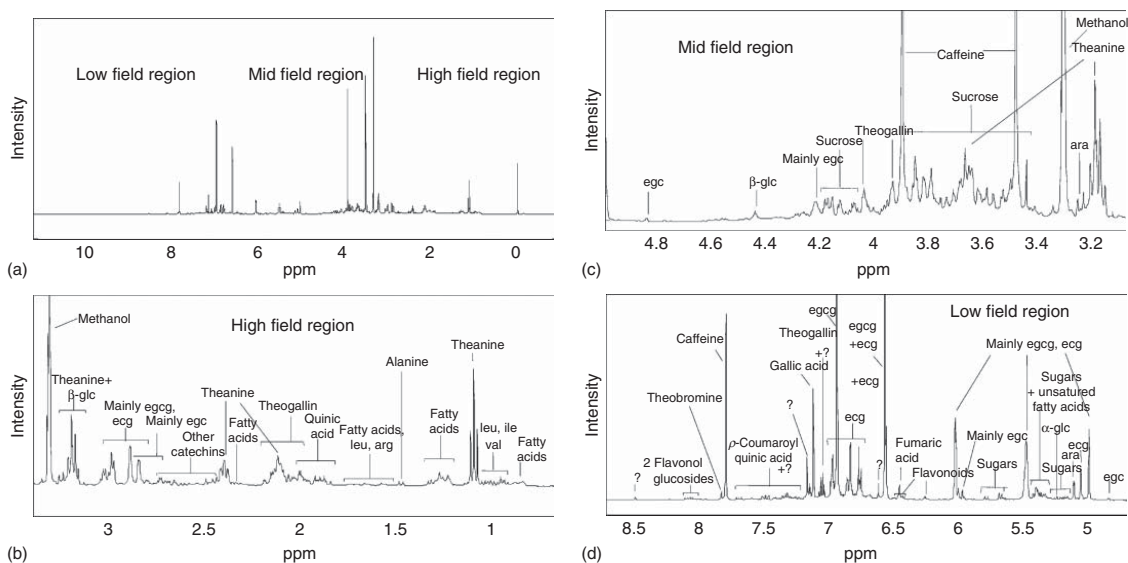 Low field region
Mid field region
High field region
Intensity
10
8
6
4
2
0
ppm
(a)
High field region
Methanol
Theanine+
β-glc
Mainly egcg,
ecg
Mainly egc
Other
catechins
Theanine
Fatty
acids
Theogallin
Quinic
acid
Fatty acids,
leu, arg
Alanine
Fatty
acids
Theanine
leu, ile
val
Fatty
acids
Intensity
3
2.5
2
1.5
1
ppm
(b)
Mid field region
Methanol
Theanine
Caffeine
Sucrose
Theogallin
Sucrose
Mainly egc
ara
egc
β-glc
Intensity
4.8
4.6
4.4
4.2
4
3.8
3.6
3.4
3.2
ppm
(c)
Low field region
egcg
Theogallin
+?
egcg
+ecg
+ecg
Caffeine
Gallic acid
Mainly egcg, ecg
Theobromine
?
ecg
Sugars
+ unsatured
fatty acids
α-glc
ρ-Coumaroyl
quinic acid
+?
Fumaric
acid
Mainly egc
ecg
ara
2 Flavonol
glucosides
?
?
Flavonoids
Sugars
Sugars
egc
Intensity
8.5
8
7.5
7
6.5
6
5.5
5
ppm
(d)